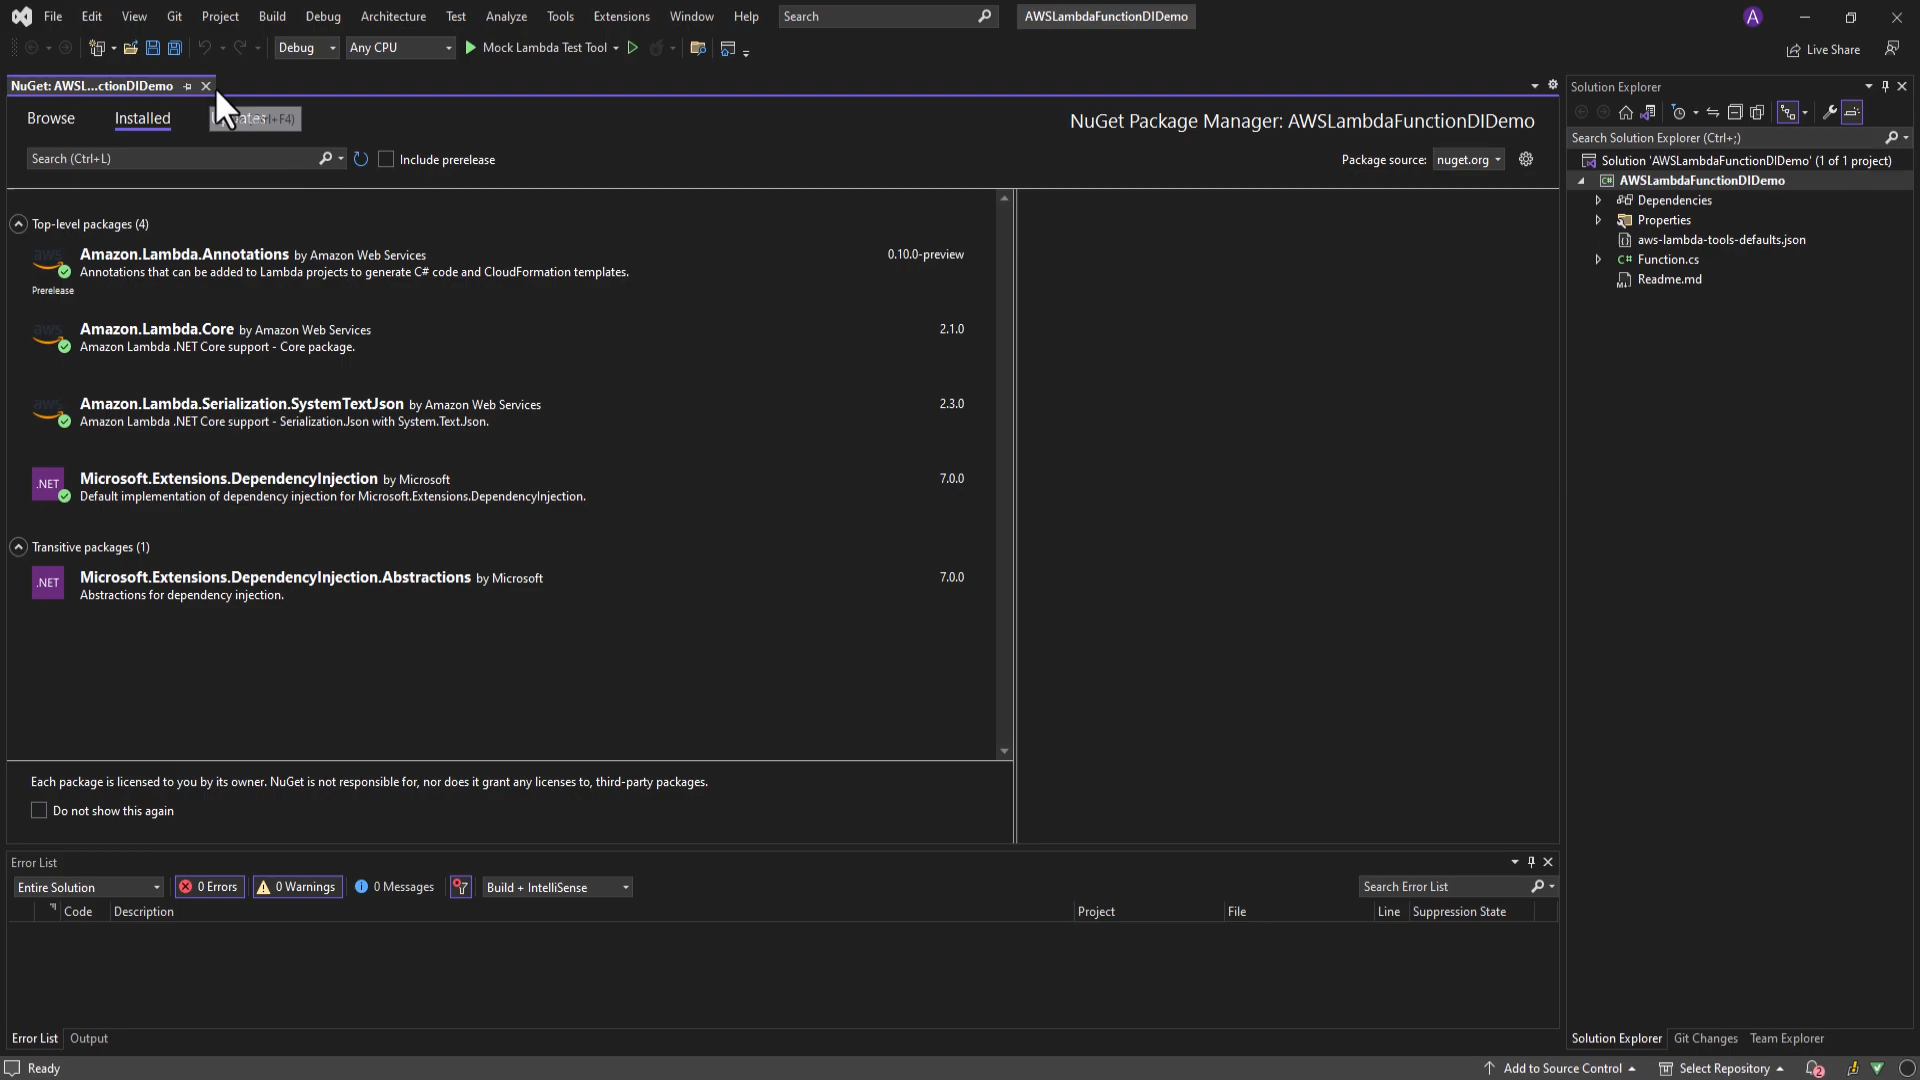 File Edit View Git Project Build Debug Architecture Test Analyze Tools Extensions Window Help Search AWSLambdaFunctionDIDemo A
Debug Any CPU Mock Lambda Test Tool Live Share
NuGet: AWSL...ctionDIDemo
Browse Installed Updates
NuGet Package Manager: AWSLambdaFunctionDIDemo
Search (Ctrl+L) Include prerelease Package source: nuget.org
Top-level packages (4)
aws Amazon.Lambda.Annotations by Amazon Web Services 0.10.0-preview
Annotations that can be added to Lambda projects to generate C# code and CloudFormation templates.
Prerelease
aws Amazon.Lambda.Core by Amazon Web Services 2.1.0
Amazon Lambda .NET Core support - Core package.
aws Amazon.Lambda.Serialization.SystemTextJson by Amazon Web Services 2.3.0
Amazon Lambda .NET Core support - Serialization.Json with System.Text.Json.
.NET Microsoft.Extensions.DependencyInjection by Microsoft 7.0.0
Default implementation of dependency injection for Microsoft.Extensions.DependencyInjection.
Transitive packages (1)
.NET Microsoft.Extensions.DependencyInjection.Abstractions by Microsoft 7.0.0
Abstractions for dependency injection.
Each package is licensed to you by its owner. NuGet is not responsible for, nor does it grant any licenses to, third-party packages.
Do not show this again
Error List
Entire Solution 0 Errors 0 Warnings 0 Messages Build + IntelliSense Search Error List
Code Description Project File Line Suppression State
Error List Output
Solution Explorer
Search Solution Explorer (Ctrl+;)
Solution 'AWSLambdaFunctionDIDemo' (1 of 1 project)
C# AWSLambdaFunctionDIDemo
Dependencies
Properties
aws-lambda-tools-defaults.json
C# Function.cs
Readme.md
Solution Explorer Git Changes Team Explorer
Ready Add to Source Control Select Repository 2